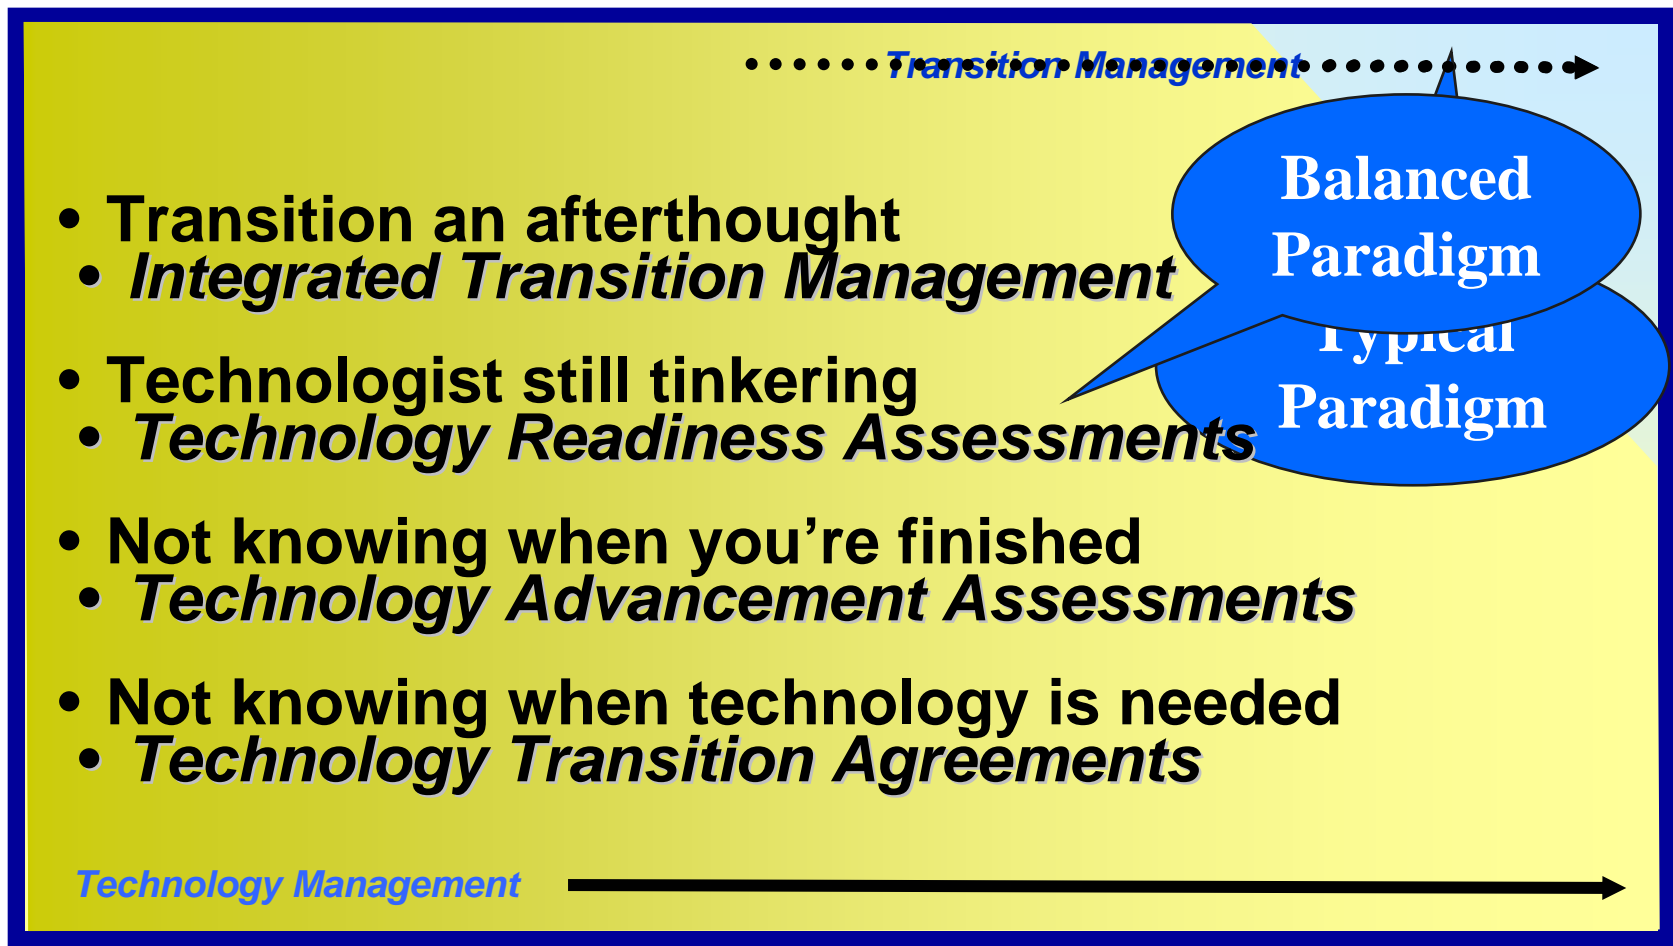 Transition Management
Balanced
Paradigm
Typical
Paradigm
• Transition an afterthought
• Integrated Transition Management
• Technologist still tinkering
• Technology Readiness Assessments
• Not knowing when you’re finished
• Technology Advancement Assessments
• Not knowing when technology is needed
• Technology Transition Agreements
Technology Management